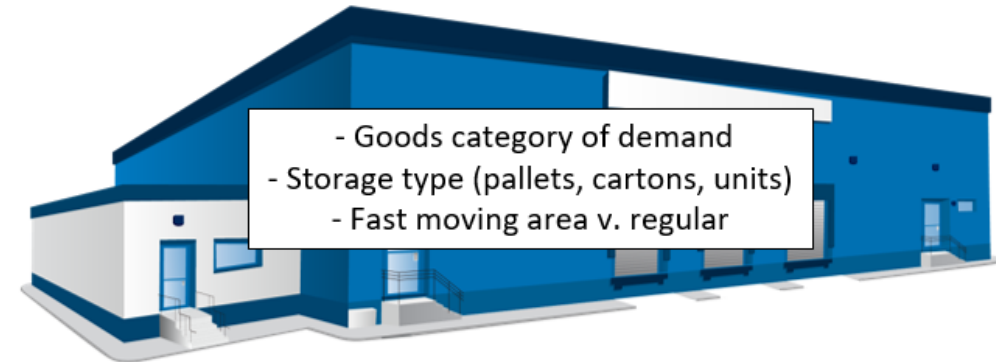 - Goods category of demand
- Storage type (pallets, cartons, units)
- Fast moving area v. regular